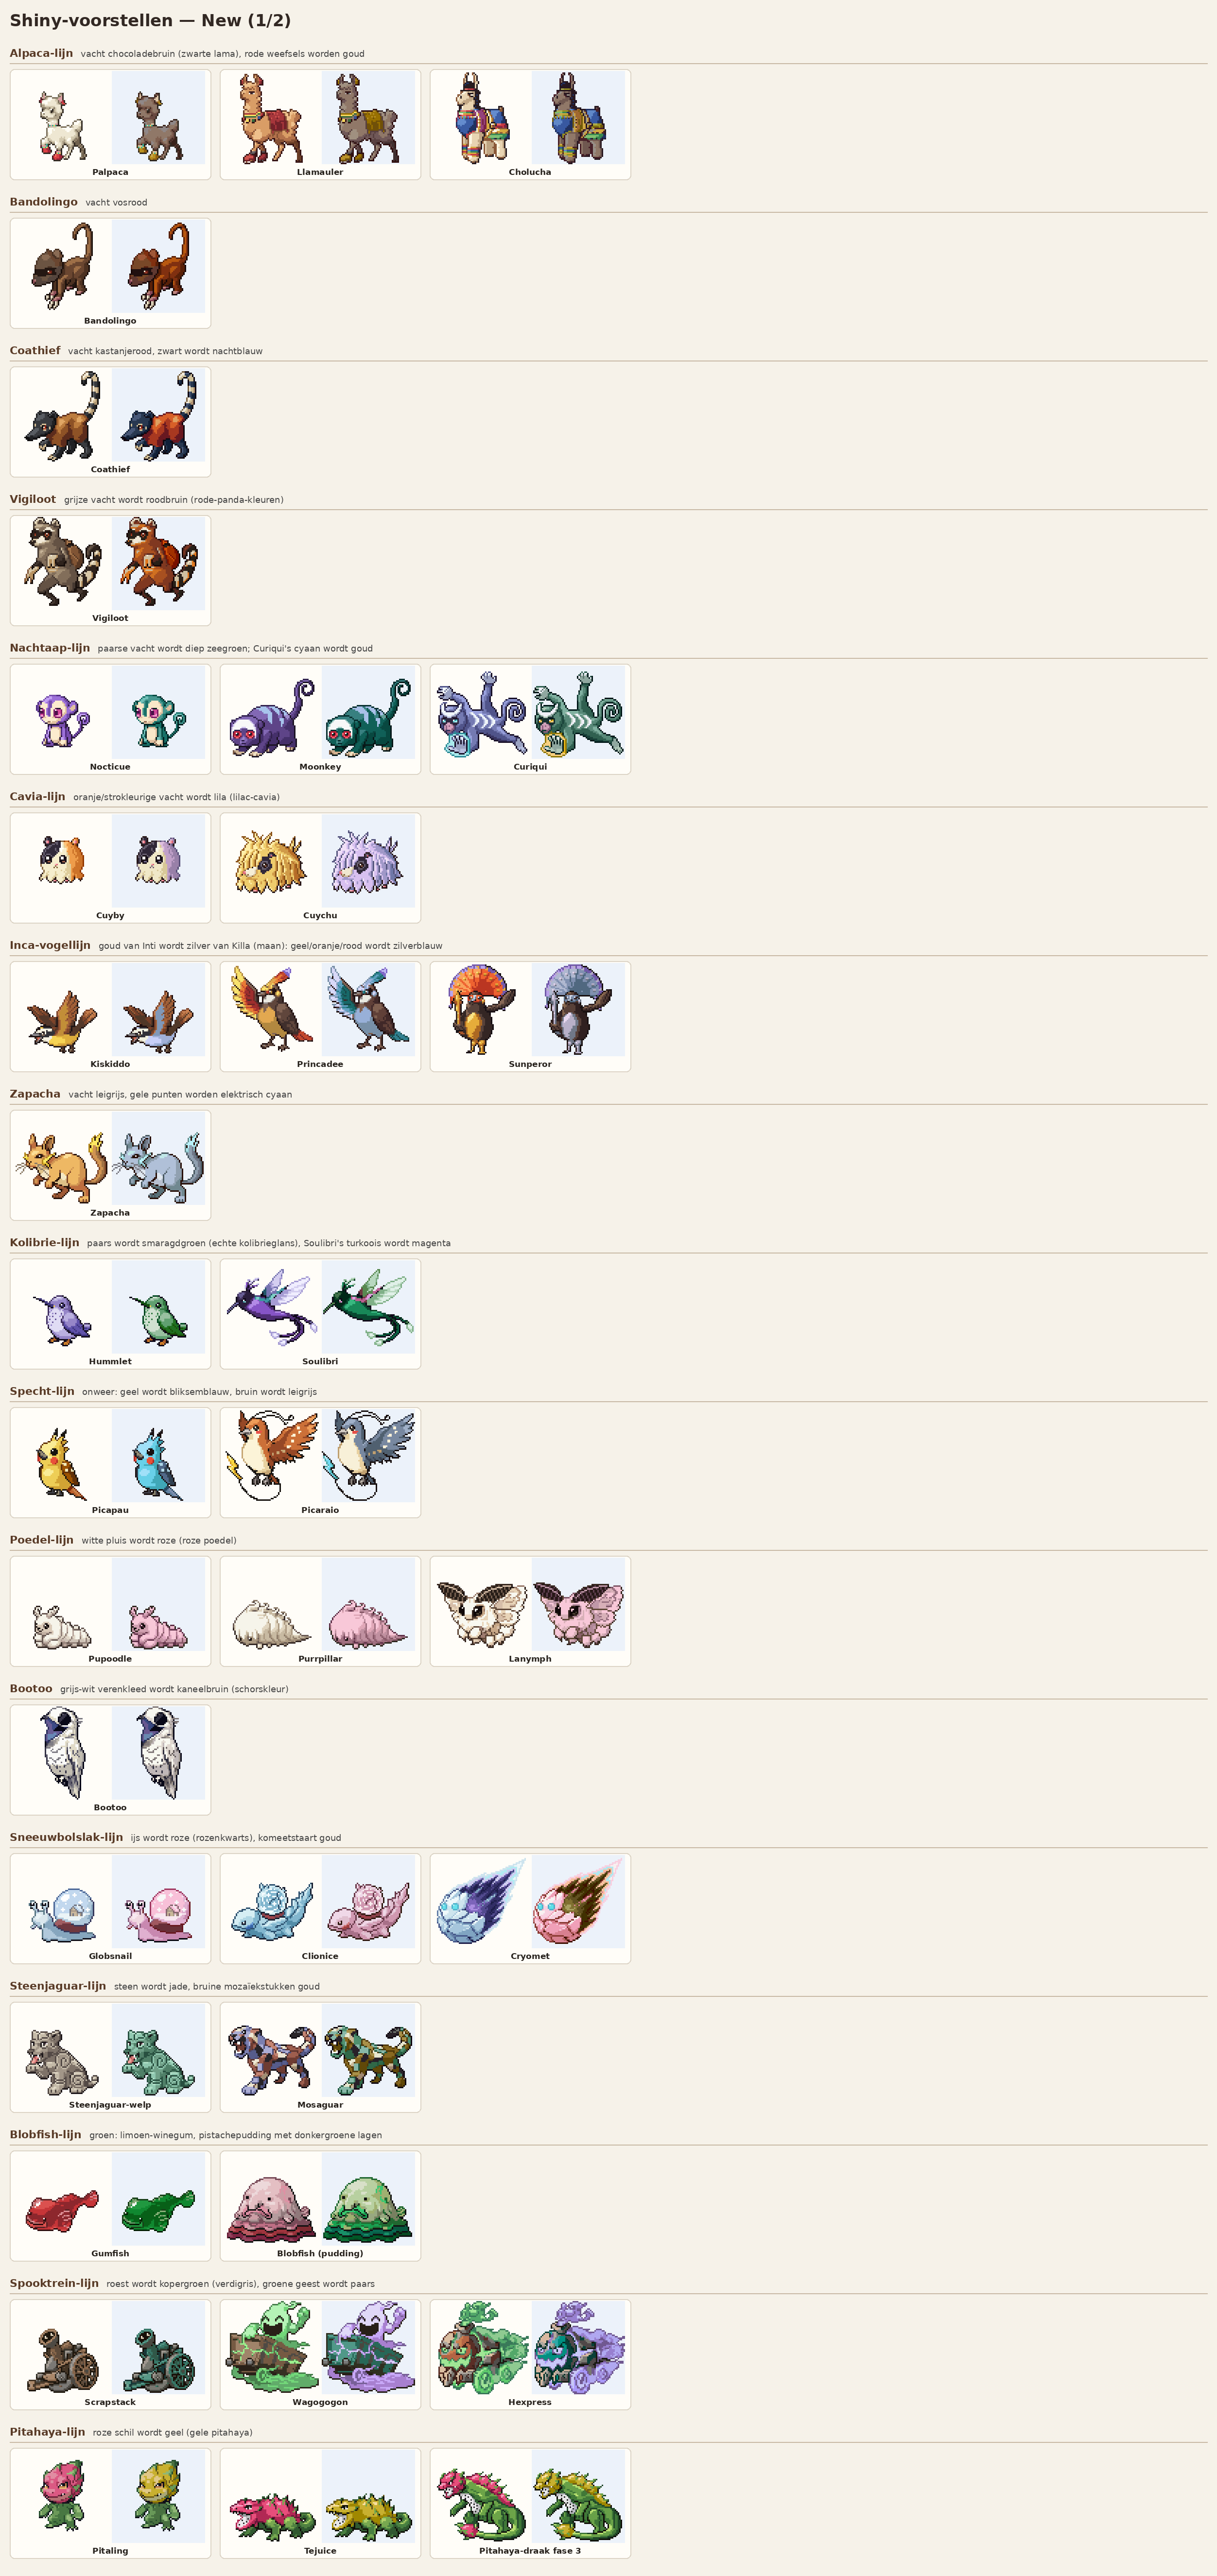 Shiny-voorstellen — New (1/2)
Alpaca-lijn vacht chocoladebruin (zwarte lama), rode weefsels worden goud
Palpaca Llamauler Cholucha
Bandolingo vacht vosrood
Bandolingo
Coathief vacht kastanjerood, zwart wordt nachtblauw
Coathief
Vigiloot grijze vacht wordt roodbruin (rode-panda-kleuren)
Vigiloot
Nachtaap-lijn paarse vacht wordt diep zeegroen; Curiqui's cyaan wordt goud
Nocticue Moonkey Curiqui
Cavia-lijn oranje/strokleurige vacht wordt lila (lilac-cavia)
Cuyby Cuychu
Inca-vogellijn goud van Inti wordt zilver van Killa (maan): geel/oranje/rood wordt zilverblauw
Kiskiddo Princadee Sunperor
Zapacha vacht leigrijs, gele punten worden elektrisch cyaan
Zapacha
Kolibrie-lijn paars wordt smaragdgroen (echte kolibrieglans), Soulibri's turkoois wordt magenta
Hummlet Soulibri
Specht-lijn onweer: geel wordt bliksemblauw, bruin wordt leigrijs
Picapau Picaraio
Poedel-lijn witte pluis wordt roze (roze poedel)
Pupoodle Purrpillar Lanymph
Bootoo grijs-wit verenkleed wordt kaneelbruin (schorskleur)
Bootoo
Sneeuwbolslak-lijn ijs wordt roze (rozenkwarts), komeetstaart goud
Globsnail Clionice Cryomet
Steenjaguar-lijn steen wordt jade, bruine mozaïekstukken goud
Steenjaguar-welp Mosaguar
Blobfish-lijn groen: limoen-winegum, pistachepudding met donkergroene lagen
Gumfish Blobfish (pudding)
Spooktrein-lijn roest wordt kopergroen (verdigris), groene geest wordt paars
Scrapstack Wagogogon Hexpress
Pitahaya-lijn roze schil wordt geel (gele pitahaya)
Pitaling Tejuice Pitahaya-draak fase 3